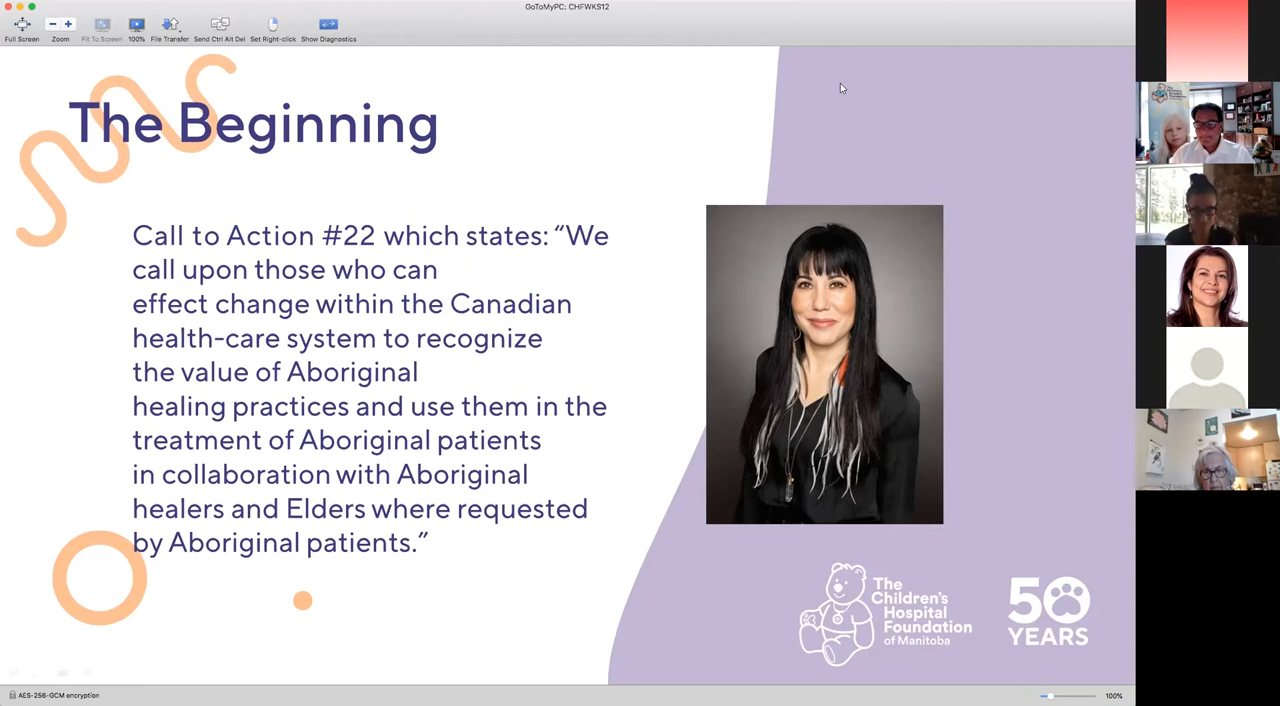 GoToMyPC: CHFWKS12
Full Screen
Zoom
Fit To Screen
100%
File Transfer
Send Ctrl Alt Del
Set Right-click
Show Diagnostics
The Beginning
Call to Action #22 which states: “We
call upon those who can
effect change within the Canadian
health-care system to recognize
the value of Aboriginal
healing practices and use them in the
treatment of Aboriginal patients
in collaboration with Aboriginal
healers and Elders where requested
by Aboriginal patients.”
The
Children's
Hospital
Foundation
of Manitoba
50
YEARS
The
Children's
Hospital
Foundation
AES-256-GCM encryption
100%